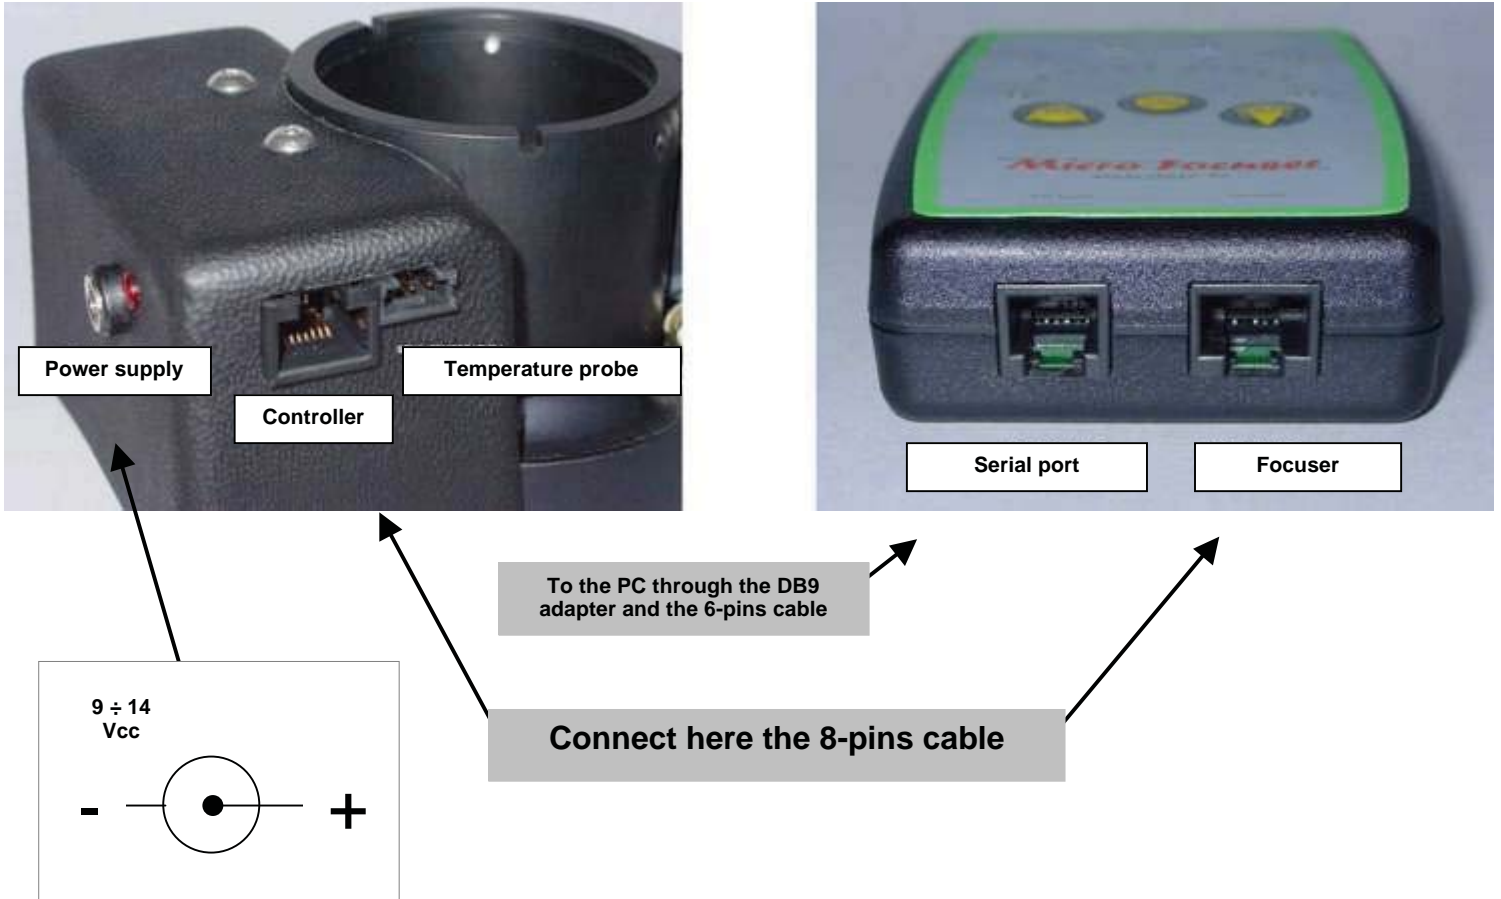 Micro Focuser
Power supply
Temperature probe
Controller
Serial port
Focuser
To the PC through the DB9
adapter and the 6-pins cable
9 ÷ 14
Vcc
Connect here the 8-pins cable
- +